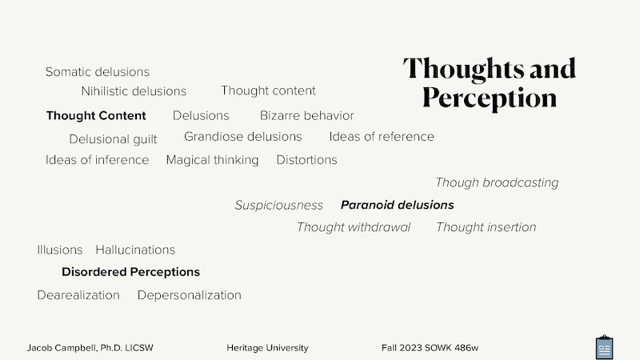 Thoughts and
Perception
Somatic delusions
Nihilistic delusions Thought content
Thought Content Delusions Bizarre behavior
Delusional guilt Grandiose delusions Ideas of reference
Ideas of inference Magical thinking Distortions
Though broadcasting
Suspiciousness Paranoid delusions
Thought withdrawal Thought insertion
Illusions Hallucinations
Disordered Perceptions
Dearealization Depersonalization
Jacob Campbell, Ph.D. LICSW Heritage University Fall 2023 SOWK 486w